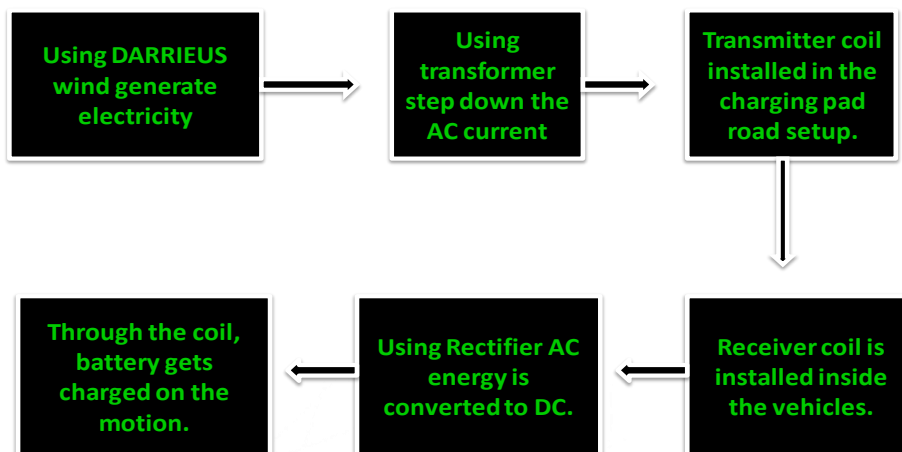 Using DARRIEUS
wind generate
electricity
Using
transformer
step down the
AC current
Transmitter coil
installed in the
charging pad
road setup.
Through the coil,
battery gets
charged on the
motion.
Using Rectifier AC
energy is
converted to DC.
Receiver coil is
installed inside
the vehicles.